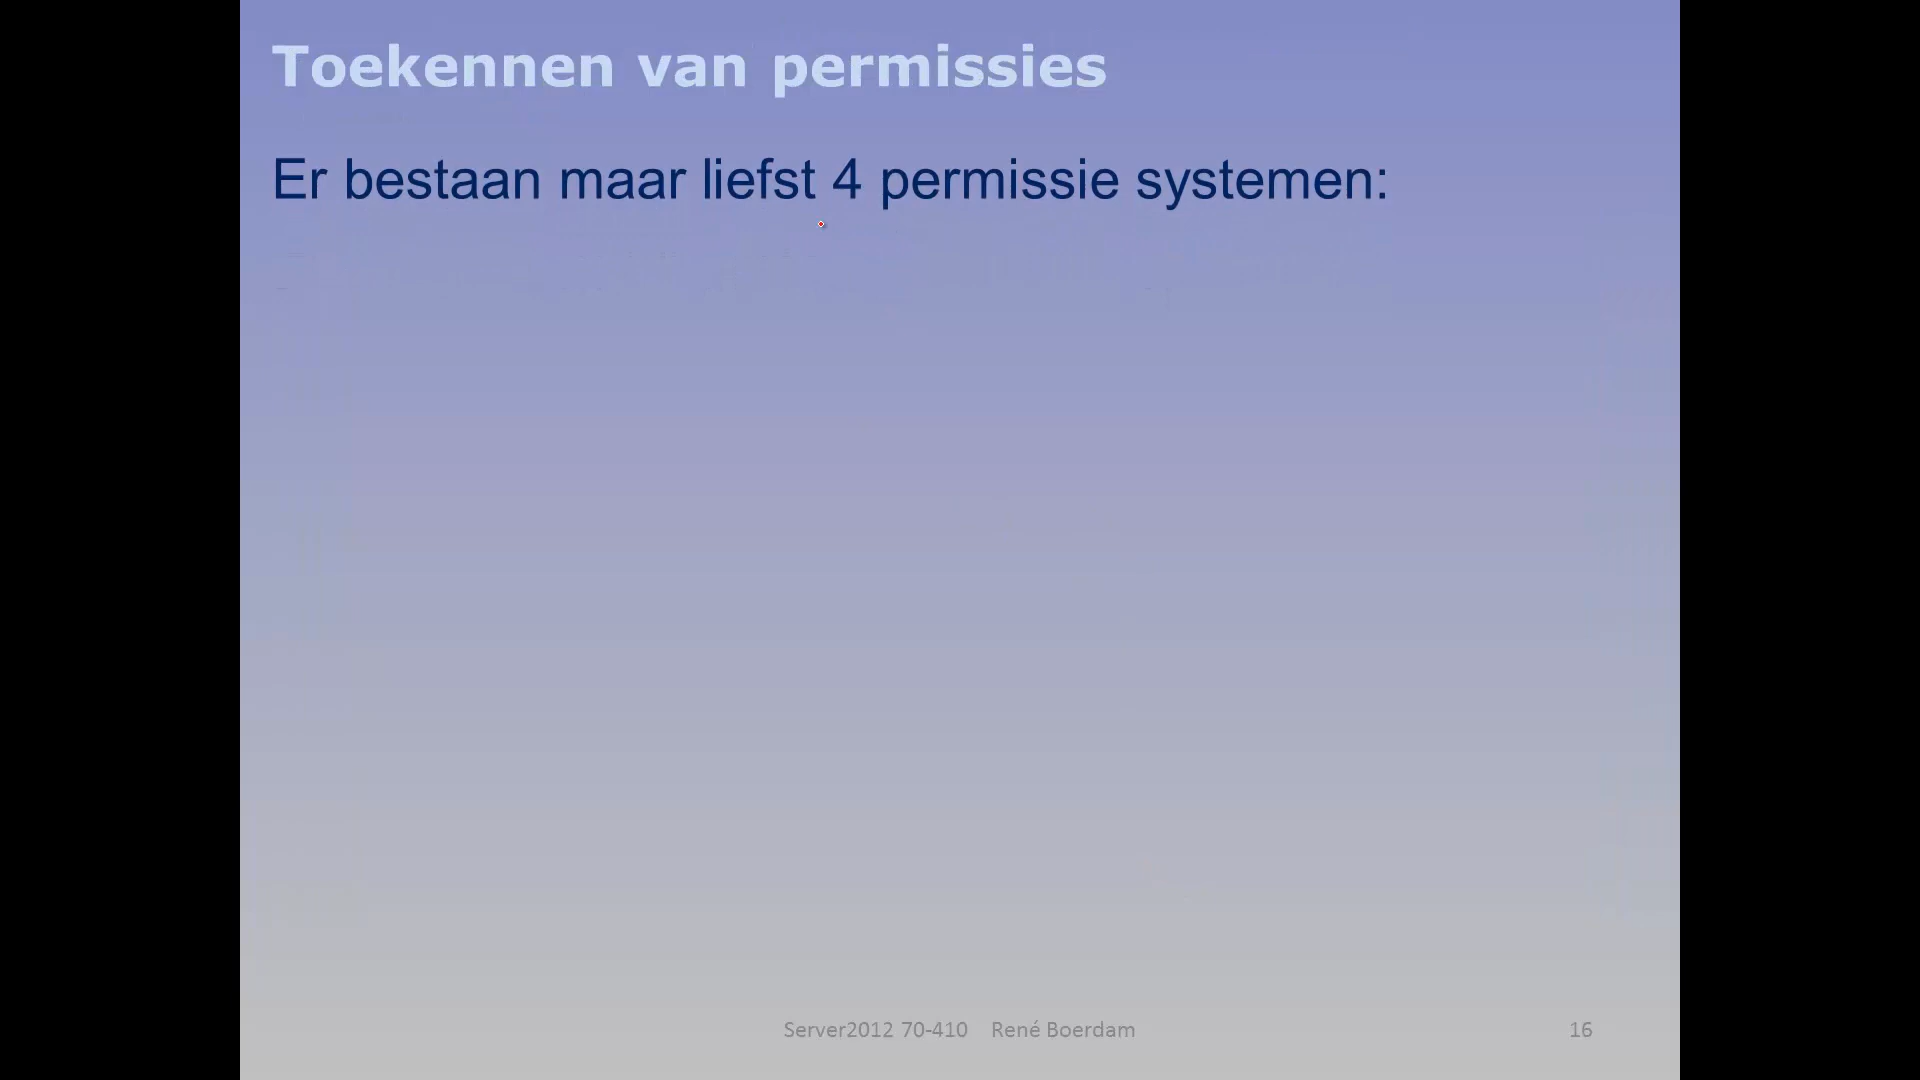 Toekennen van permissies
Er bestaan maar liefst 4 permissie systemen:
Server2012 70-410 René Boerdam
16